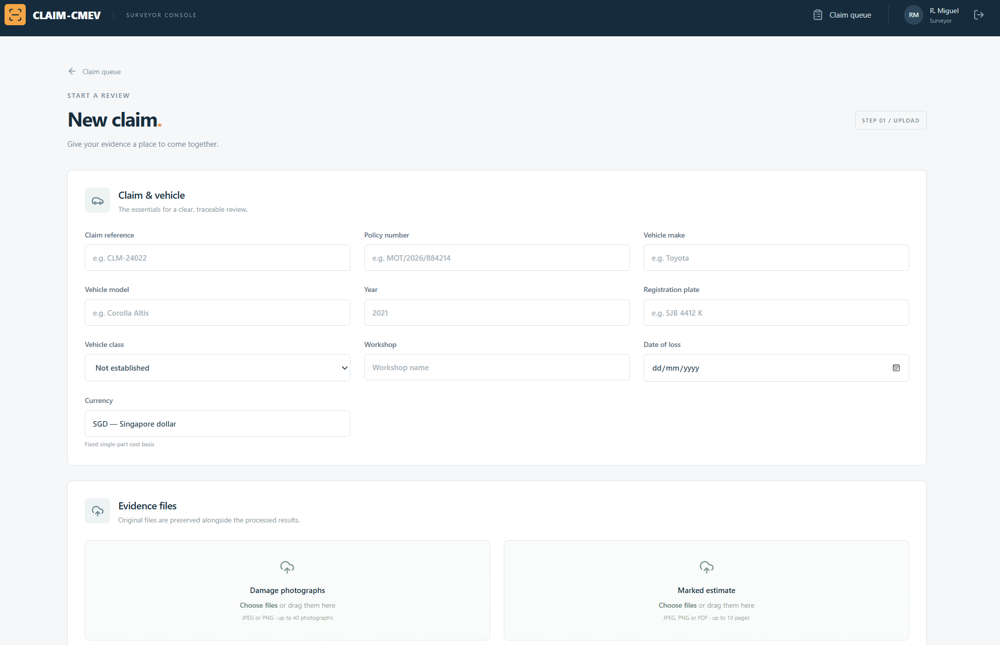 CLAIM-CMEV
SURVEYOR CONSOLE
Claim queue
RM
R. Miguel
Surveyor
Claim queue
START A REVIEW
New claim.
STEP 01 / UPLOAD
Give your evidence a place to come together.
Claim & vehicle
The essentials for a clear, traceable review.
Claim reference
Policy number
Vehicle make
e.g. CLM-24022
e.g. MOT/2026/884214
e.g. Toyota
Vehicle model
Year
Registration plate
e.g. Corolla Altis
2021
e.g. SJB 4412 K
Vehicle class
Workshop
Date of loss
Not established
Workshop name
dd/mm/yyyy
Currency
SGD — Singapore dollar
Fixed single-part cost basis
Evidence files
Original files are preserved alongside the processed results.
Damage photographs
Choose files or drag them here
JPEG or PNG · up to 40 photographs
Marked estimate
Choose files or drag them here
JPEG, PNG or PDF · up to 10 pages